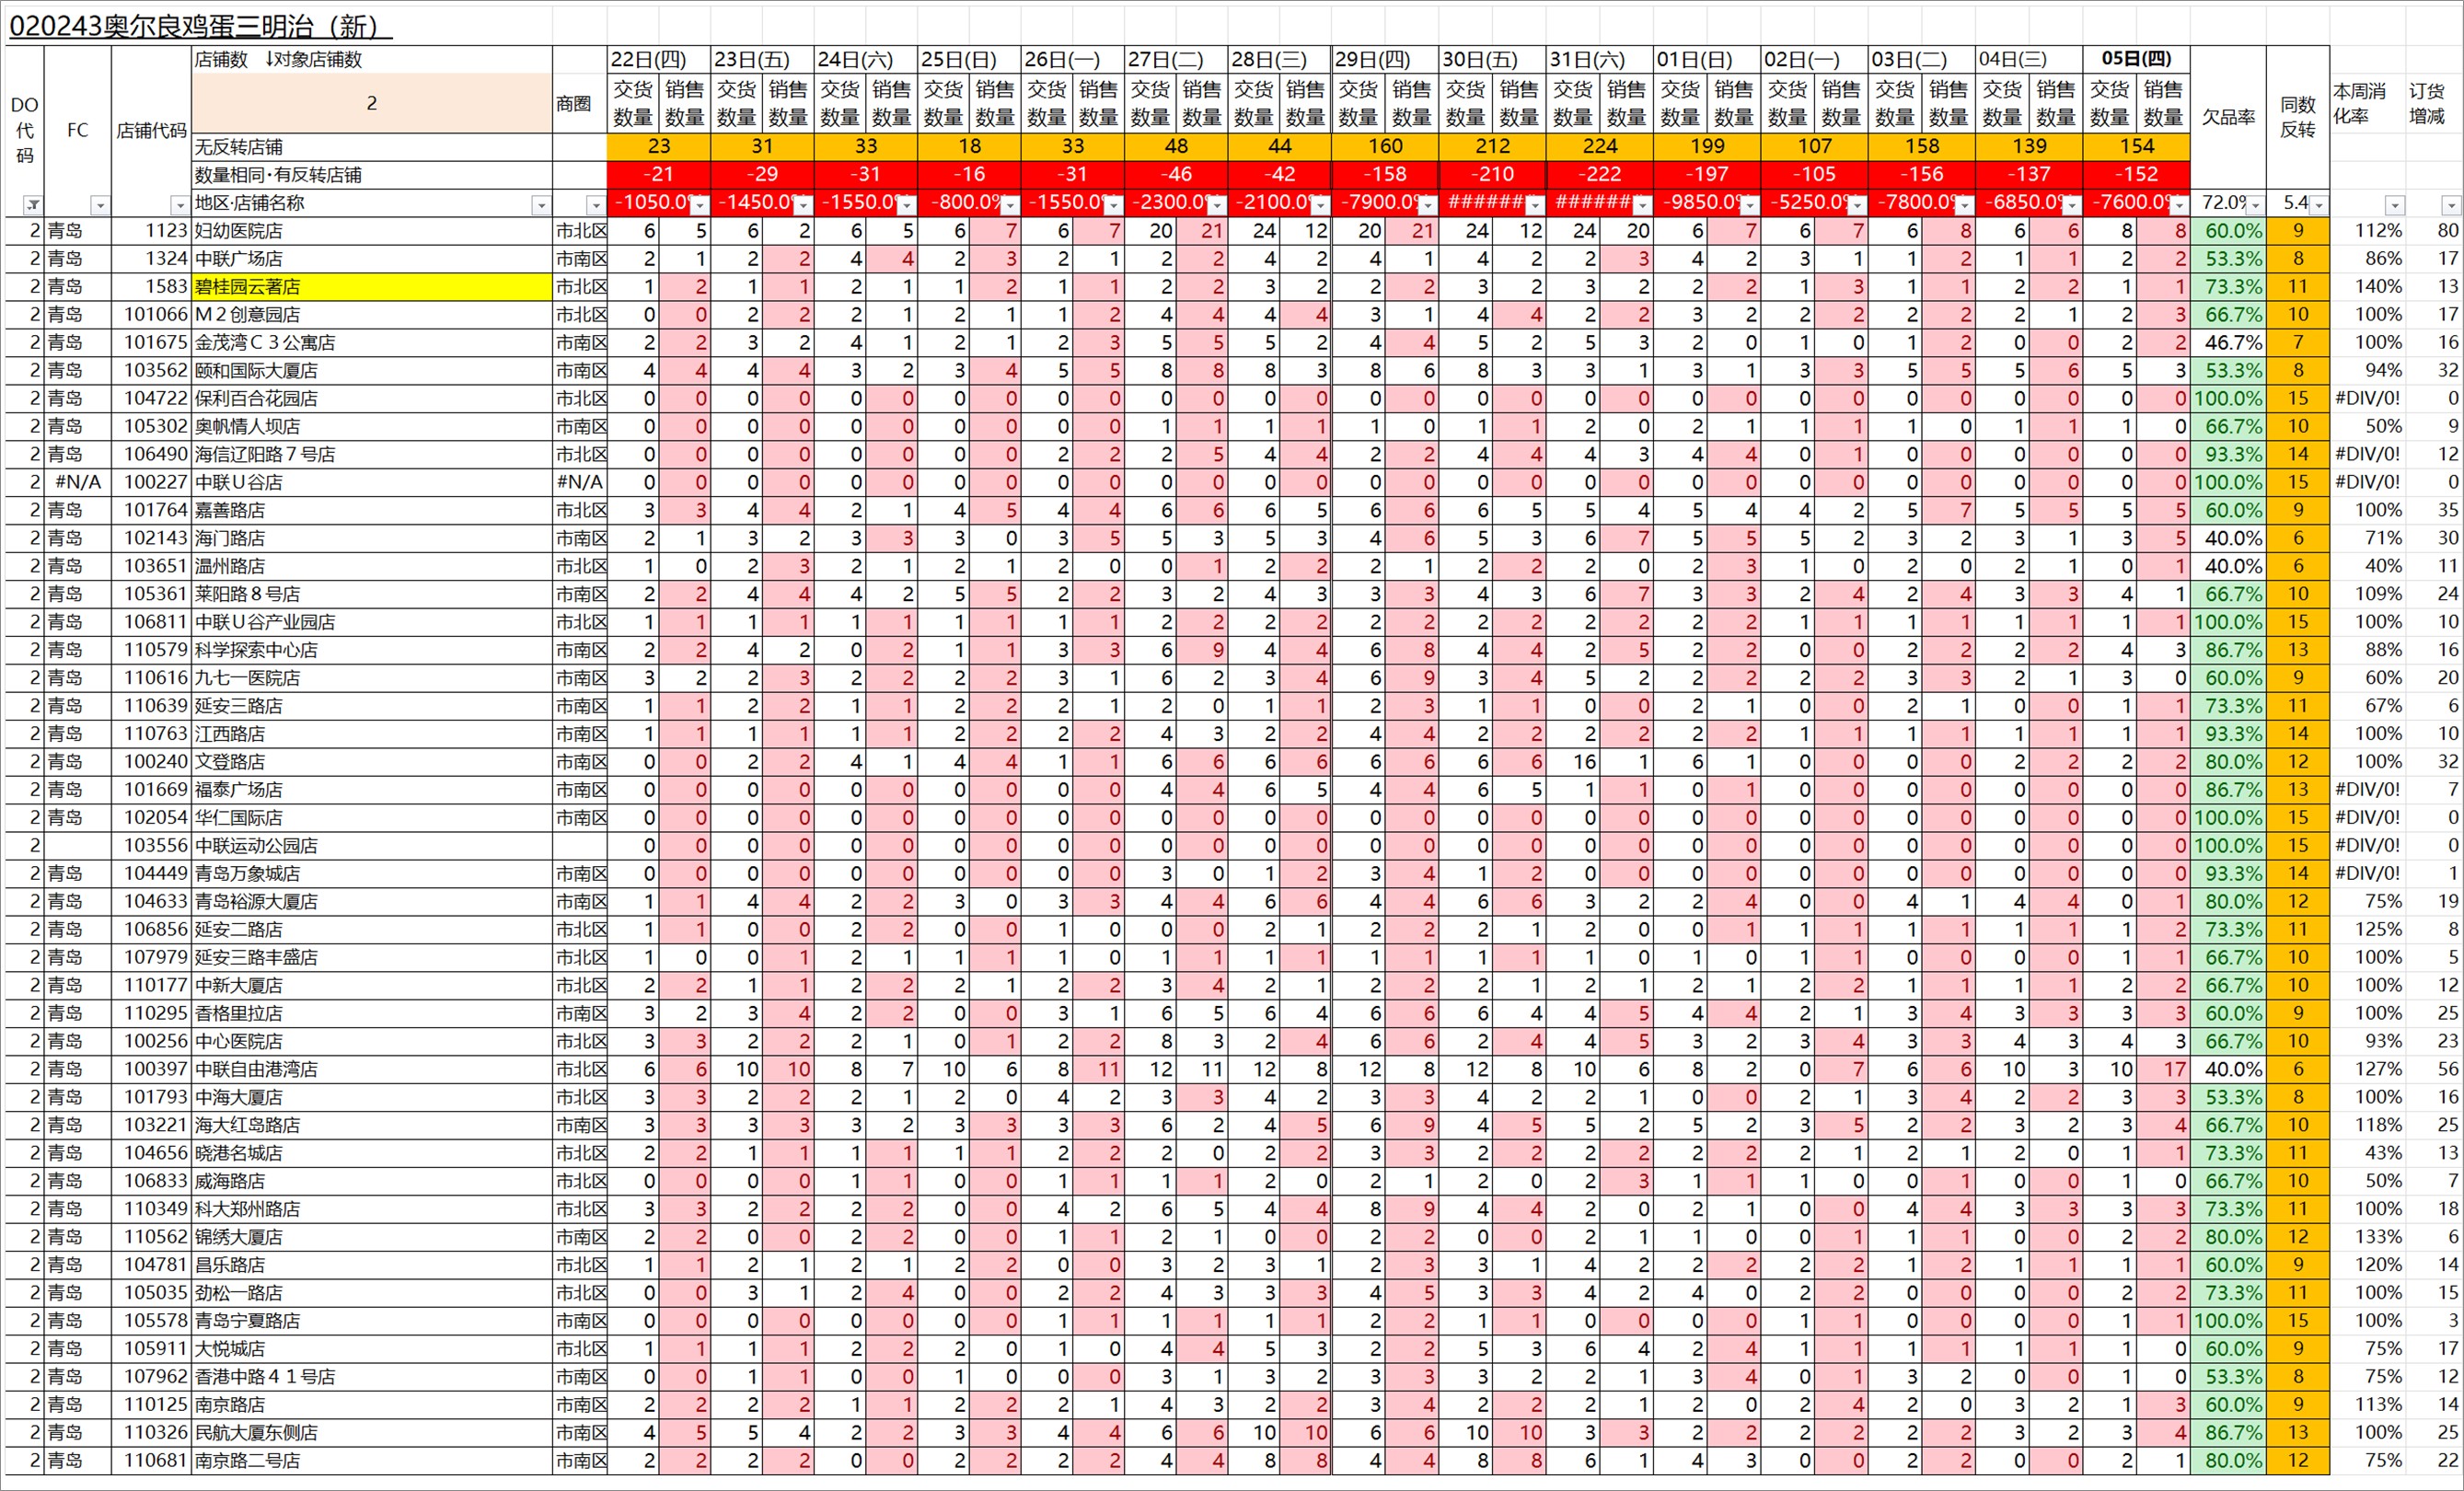 020243奥尔良鸡蛋三明治（新）
DO代码 FC 店铺代码 店铺数 ↓对象店铺数 商圈 22日(四) 23日(五) 24日(六) 25日(日) 26日(一) 27日(二) 28日(三) 29日(四) 30日(五) 31日(六) 01日(日) 02日(一) 03日(二) 04日(三) 05日(四) 欠品率 同数反转 本周消化率 订货增减
2 交货数量 销售数量 交货数量 销售数量 交货数量 销售数量 交货数量 销售数量 交货数量 销售数量 交货数量 销售数量 交货数量 销售数量 交货数量 销售数量 交货数量 销售数量 交货数量 销售数量 交货数量 销售数量 交货数量 销售数量 交货数量 销售数量 交货数量 销售数量 交货数量 销售数量
无反转店铺 23 31 33 18 33 48 44 160 212 224 199 107 158 139 154
数量相同·有反转店铺 -21 -29 -31 -16 -31 -46 -42 -158 -210 -222 -197 -105 -156 -137 -152
地区·店铺名称 -1050.0% -1450.0% -1550.0% -800.0% -1550.0% -2300.0% -2100.0% -7900.0% ###### ###### -9850.0% -5250.0% -7800.0% -6850.0% -7600.0% 72.0% 5.4
2 青岛 1123 妇幼医院店 市北区 6 5 6 2 6 5 6 7 6 7 20 21 24 12 20 21 24 12 24 20 6 7 6 7 6 8 6 6 8 8 60.0% 9 112% 80
2 青岛 1324 中联广场店 市南区 2 1 2 2 4 4 2 3 2 1 2 2 4 2 4 1 4 2 2 3 4 2 3 1 1 2 1 1 2 2 53.3% 8 86% 17
2 青岛 1583 碧桂园云著店 市北区 1 2 1 1 2 1 1 2 1 1 2 2 3 2 2 2 3 2 3 2 2 2 1 3 1 1 2 2 1 1 73.3% 11 140% 13
2 青岛 101066 M２创意园店 市北区 0 0 2 2 2 1 2 1 1 2 4 4 4 4 3 1 4 4 2 2 3 2 2 2 2 2 2 1 2 3 66.7% 10 100% 17
2 青岛 101675 金茂湾C３公寓店 市南区 2 2 3 2 4 1 2 1 2 3 5 5 5 2 4 4 5 2 5 3 2 0 1 0 1 2 0 0 2 2 46.7% 7 100% 16
2 青岛 103562 颐和国际大厦店 市南区 4 4 4 4 3 2 3 4 5 5 8 8 8 3 8 6 8 3 3 1 3 1 3 3 5 5 5 6 5 3 53.3% 8 94% 32
2 青岛 104722 保利百合花园店 市北区 0 0 0 0 0 0 0 0 0 0 0 0 0 0 0 0 0 0 0 0 0 0 0 0 0 0 0 0 0 0 100.0% 15 #DIV/0! 0
2 青岛 105302 奥帆情人坝店 市南区 0 0 0 0 0 0 0 0 0 0 1 1 1 1 1 0 1 1 2 0 2 1 1 1 1 0 1 1 1 0 66.7% 10 50% 9
2 青岛 106490 海信辽阳路７号店 市北区 0 0 0 0 0 0 0 0 2 2 2 5 4 4 2 2 4 4 4 3 4 4 0 1 0 0 0 0 0 0 93.3% 14 #DIV/0! 12
2 #N/A 100227 中联U谷店 #N/A 0 0 0 0 0 0 0 0 0 0 0 0 0 0 0 0 0 0 0 0 0 0 0 0 0 0 0 0 0 0 100.0% 15 #DIV/0! 0
2 青岛 101764 嘉善路店 市北区 3 3 4 4 2 1 4 5 4 4 6 6 6 5 6 6 6 5 5 4 5 4 4 2 5 7 5 5 5 5 60.0% 9 100% 35
2 青岛 102143 海门路店 市南区 2 1 3 2 3 3 3 0 3 5 5 3 5 3 4 6 5 3 6 7 5 5 5 2 3 2 3 1 3 5 40.0% 6 71% 30
2 青岛 103651 温州路店 市北区 1 0 2 3 2 1 2 1 2 0 0 1 2 2 2 1 2 2 2 0 2 3 1 0 2 0 2 1 0 1 40.0% 6 40% 11
2 青岛 105361 莱阳路８号店 市南区 2 2 4 4 4 2 5 5 2 2 3 2 4 3 3 3 4 3 6 7 3 3 2 4 2 4 3 3 4 1 66.7% 10 109% 24
2 青岛 106811 中联U谷产业园店 市北区 1 1 1 1 1 1 1 1 1 1 2 2 2 2 2 2 2 2 2 2 2 2 1 1 1 1 1 1 1 1 100.0% 15 100% 10
2 青岛 110579 科学探索中心店 市南区 2 2 4 2 0 2 1 1 3 3 6 9 4 4 6 8 4 4 2 5 2 2 0 0 2 2 2 2 4 3 86.7% 13 88% 16
2 青岛 110616 九七一医院店 市南区 3 2 2 3 2 2 2 2 3 1 6 2 3 4 6 9 3 4 5 2 2 2 2 2 3 3 2 1 3 0 60.0% 9 60% 20
2 青岛 110639 延安三路店 市南区 1 1 2 2 1 1 2 2 2 1 2 0 1 1 2 3 1 1 0 0 2 1 0 0 2 1 0 0 1 1 73.3% 11 67% 6
2 青岛 110763 江西路店 市南区 1 1 1 1 1 1 2 2 2 2 4 3 2 2 4 4 2 2 2 2 2 2 1 1 1 1 1 1 1 1 93.3% 14 100% 10
2 青岛 100240 文登路店 市南区 0 0 2 2 4 1 4 4 1 1 6 6 6 6 6 6 6 6 16 1 6 1 0 0 0 0 2 2 2 2 80.0% 12 100% 32
2 青岛 101669 福泰广场店 市南区 0 0 0 0 0 0 0 0 0 0 4 4 6 5 4 4 6 5 1 1 0 1 0 0 0 0 0 0 0 0 86.7% 13 #DIV/0! 7
2 青岛 102054 华仁国际店 市南区 0 0 0 0 0 0 0 0 0 0 0 0 0 0 0 0 0 0 0 0 0 0 0 0 0 0 0 0 0 0 100.0% 15 #DIV/0! 0
2 103556 中联运动公园店 0 0 0 0 0 0 0 0 0 0 0 0 0 0 0 0 0 0 0 0 0 0 0 0 0 0 0 0 0 0 100.0% 15 #DIV/0! 0
2 青岛 104449 青岛万象城店 市南区 0 0 0 0 0 0 0 0 0 0 3 0 1 2 3 4 1 2 0 0 0 0 0 0 0 0 0 0 0 0 93.3% 14 #DIV/0! 1
2 青岛 104633 青岛裕源大厦店 市南区 1 1 4 4 2 2 3 0 3 3 4 4 6 6 4 4 6 6 3 2 2 4 0 0 4 1 4 4 0 1 80.0% 12 75% 19
2 青岛 106856 延安二路店 市北区 1 1 0 0 2 2 0 0 1 0 0 0 2 1 2 2 2 1 2 0 0 1 1 1 1 1 1 1 1 2 73.3% 11 125% 8
2 青岛 107979 延安三路丰盛店 市北区 1 0 0 1 2 1 1 1 1 0 1 1 1 1 1 1 1 1 1 0 1 0 1 1 0 0 0 0 1 1 66.7% 10 100% 5
2 青岛 110177 中新大厦店 市北区 2 2 1 1 2 2 2 1 2 2 3 4 2 1 2 2 2 1 2 1 2 1 2 2 1 1 1 1 2 2 66.7% 10 100% 12
2 青岛 110295 香格里拉店 市南区 3 2 3 4 2 2 0 0 3 1 6 5 6 4 6 6 6 4 4 5 4 4 2 1 3 4 3 3 3 3 60.0% 9 100% 25
2 青岛 100256 中心医院店 市北区 3 3 2 2 2 1 0 1 2 2 8 3 2 4 6 6 2 4 4 5 3 2 3 4 3 3 4 3 4 3 66.7% 10 93% 23
2 青岛 100397 中联自由港湾店 市北区 6 6 10 10 8 7 10 6 8 11 12 11 12 8 12 8 12 8 10 6 8 2 0 7 6 6 10 3 10 17 40.0% 6 127% 56
2 青岛 101793 中海大厦店 市北区 3 3 2 2 2 1 2 0 4 2 3 3 4 2 3 3 4 2 2 1 0 0 2 1 3 4 2 2 3 3 53.3% 8 100% 16
2 青岛 103221 海大红岛路店 市南区 3 3 3 3 3 2 3 3 3 3 6 2 4 5 6 9 4 5 5 2 5 2 3 5 2 2 3 2 3 4 66.7% 10 118% 25
2 青岛 104656 晓港名城店 市北区 2 2 1 1 1 1 1 1 2 2 2 0 2 2 3 3 2 2 2 2 2 2 2 1 2 1 2 0 1 1 73.3% 11 43% 13
2 青岛 106833 威海路店 市北区 0 0 0 0 1 1 0 0 1 1 1 1 2 0 2 1 2 0 2 3 1 1 1 0 0 1 0 0 1 0 66.7% 10 50% 7
2 青岛 110349 科大郑州路店 市北区 3 3 2 2 2 2 0 0 4 2 6 5 4 4 8 9 4 4 2 0 2 1 0 0 4 4 3 3 3 3 73.3% 11 100% 18
2 青岛 110562 锦绣大厦店 市南区 2 2 0 0 2 2 0 0 1 1 2 1 0 0 2 2 0 0 2 1 1 0 0 1 1 1 0 0 2 2 80.0% 12 133% 6
2 青岛 104781 昌乐路店 市北区 1 1 2 1 2 1 2 2 0 0 3 2 3 1 2 3 3 1 4 2 2 2 2 2 1 2 1 1 1 1 60.0% 9 120% 14
2 青岛 105035 劲松一路店 市北区 0 0 3 1 2 4 0 0 2 2 4 3 3 3 4 5 3 3 4 2 4 0 2 2 0 0 0 0 2 2 73.3% 11 100% 15
2 青岛 105578 青岛宁夏路店 市南区 0 0 0 0 0 0 0 0 1 1 1 1 1 1 2 2 1 1 0 0 0 0 1 1 0 0 0 0 1 1 100.0% 15 100% 3
2 青岛 105911 大悦城店 市北区 1 1 1 1 2 2 2 0 1 0 4 4 5 3 2 2 5 3 6 4 2 4 1 1 1 1 1 1 1 0 60.0% 9 75% 17
2 青岛 107962 香港中路４１号店 市南区 0 0 1 1 0 0 1 0 0 0 3 1 3 2 3 3 3 2 2 1 3 4 0 1 3 2 0 0 1 0 53.3% 8 75% 12
2 青岛 110125 南京路店 市南区 2 2 2 2 1 1 2 2 2 1 4 3 2 2 3 4 2 2 2 1 2 0 2 4 2 0 3 2 1 3 60.0% 9 113% 14
2 青岛 110326 民航大厦东侧店 市南区 4 5 5 4 2 2 3 3 4 4 6 6 10 10 6 6 10 10 3 3 2 2 2 2 2 2 3 2 3 4 86.7% 13 100% 25
2 青岛 110681 南京路二号店 市南区 2 2 2 2 0 0 2 2 2 2 4 4 8 8 4 4 8 8 6 1 4 3 0 0 2 2 0 0 2 1 80.0% 12 75% 22